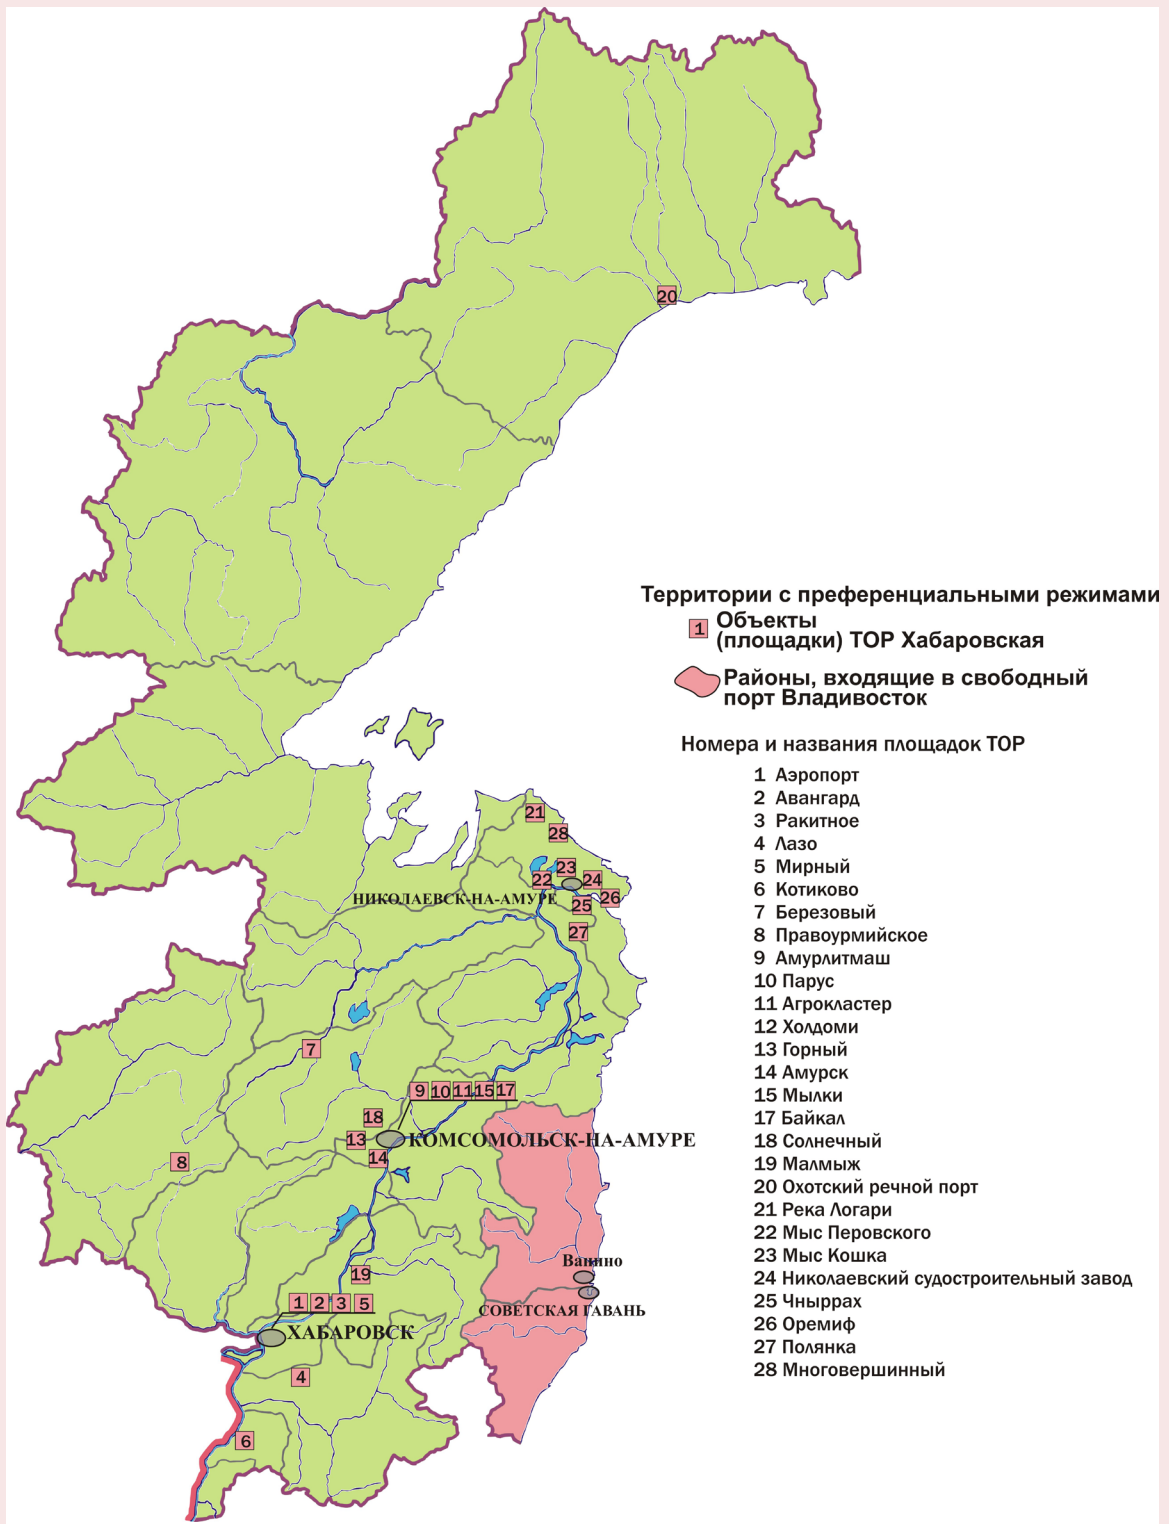 20
Территории с преференциальными режимами
1 Объекты
(площадки) ТОР Хабаровская
Районы, входящие в свободный
порт Владивосток
Номера и названия площадок ТОР
1 Аэропорт
2 Авангард
3 Ракитное
4 Лазо
5 Мирный
6 Котиково
7 Березовый
8 Правоурмийское
9 Амурлитмаш
10 Парус
11 Агрокластер
12 Холдоми
13 Горный
14 Амурск
15 Мылки
17 Байкал
18 Солнечный
19 Малмыж
20 Охотский речной порт
21 Река Логари
22 Мыс Перовского
23 Мыс Кошка
24 Николаевский судостроительный завод
25 Чныррах
26 Оремиф
27 Полянка
28 Многовершинный
21
28
23
22
24
НИКОЛАЕВСК-НА-АМУРЕ
25
26
27
7
9 10 11 15 17
18
13
КОМСОМОЛЬСК-НА-АМУРЕ
14
8
Ванино
19
СОВЕТСКАЯ ГАВАНЬ
1 2 3 5
ХАБАРОВСК
4
6